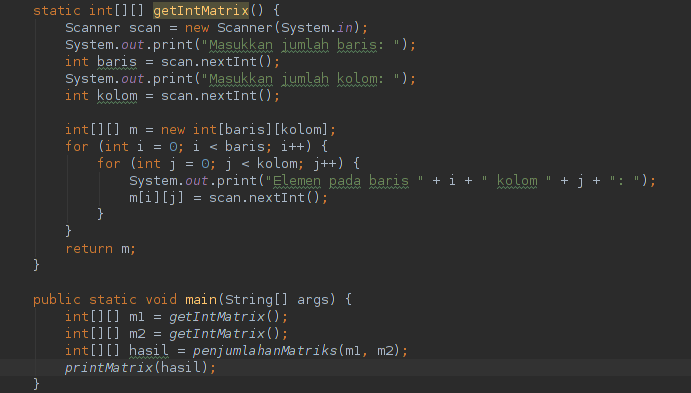 static int[][] getIntMatrix() {
Scanner scan = new Scanner(System.in);
System.out.print("Masukkan jumlah baris: ");
int baris = scan.nextInt();
System.out.print("Masukkan jumlah kolom: ");
int kolom = scan.nextInt();
int[][] m = new int[baris][kolom];
for (int i = 0; i < baris; i++) {
for (int j = 0; j < kolom; j++) {
System.out.print("Elemen pada baris " + i + " kolom " + j + ": ");
m[i][j] = scan.nextInt();
}
}
return m;
}
public static void main(String[] args) {
int[][] m1 = getIntMatrix();
int[][] m2 = getIntMatrix();
int[][] hasil = penjumlahanMatriks(m1, m2);
printMatrix(hasil);
}